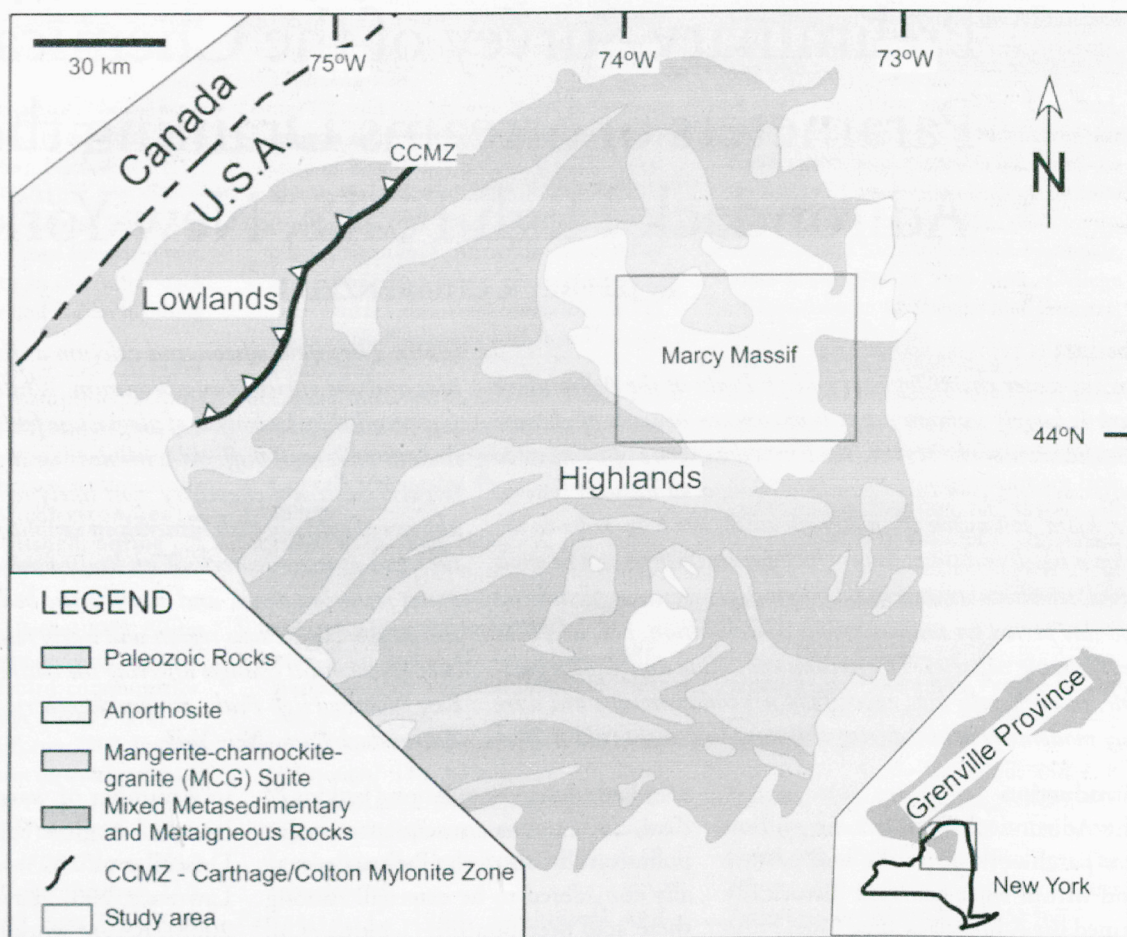 30 km
75°W
74°W
73°W
Canada
U.S.A.
CCMZ
N
Lowlands
Marcy Massif
44°N
Highlands
LEGEND
Paleozoic Rocks
Anorthosite
Mangerite-charnockite-
granite (MCG) Suite
Mixed Metasedimentary
and Metaigneous Rocks
CCMZ - Carthage/Colton Mylonite Zone
Study area
Grenville Province
New York